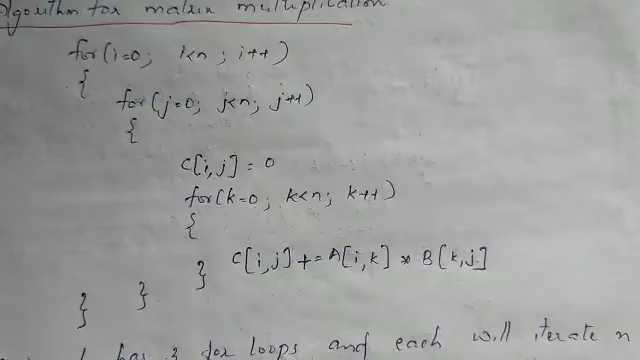 Algorithm for matrix multiplication
for(i=0; i<n; i++)
{
for(j=0; j<n; j++)
{
C[i,j] = 0
for(k=0; k<n; k++)
{
C[i,j] += A[i,k] * B[k,j]
}
}
}
has 3 for loops and each will iterate n